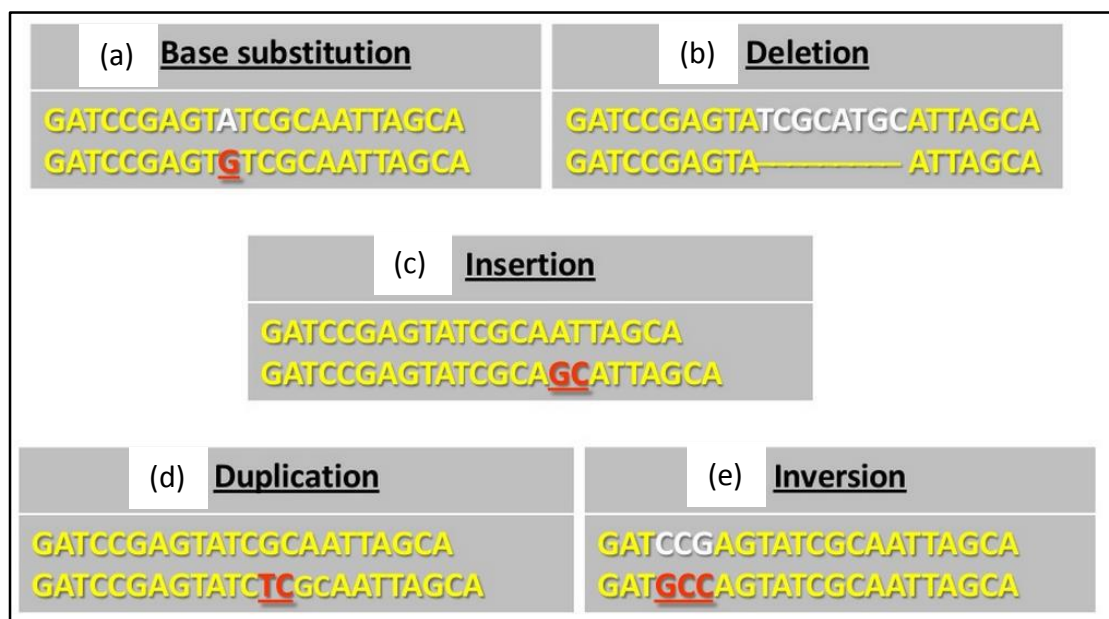 (a) Base substitution
GATCCGAGTATCGCAATTAGCA
GATCCGAGTGTCGCAATTAGCA
(b) Deletion
GATCCGAGTATCGCATGCATTAGCA
GATCCGAGTA————— ATTAGCA
(c) Insertion
GATCCGAGTATCGCAATTAGCA
GATCCGAGTATCGCAGCATTAGCA
(d) Duplication
GATCCGAGTATCGCAATTAGCA
GATCCGAGTATCTCGCAATTAGCA
(e) Inversion
GATCCGAGTATCGCAATTAGCA
GATGCCAGTATCGCAATTAGCA